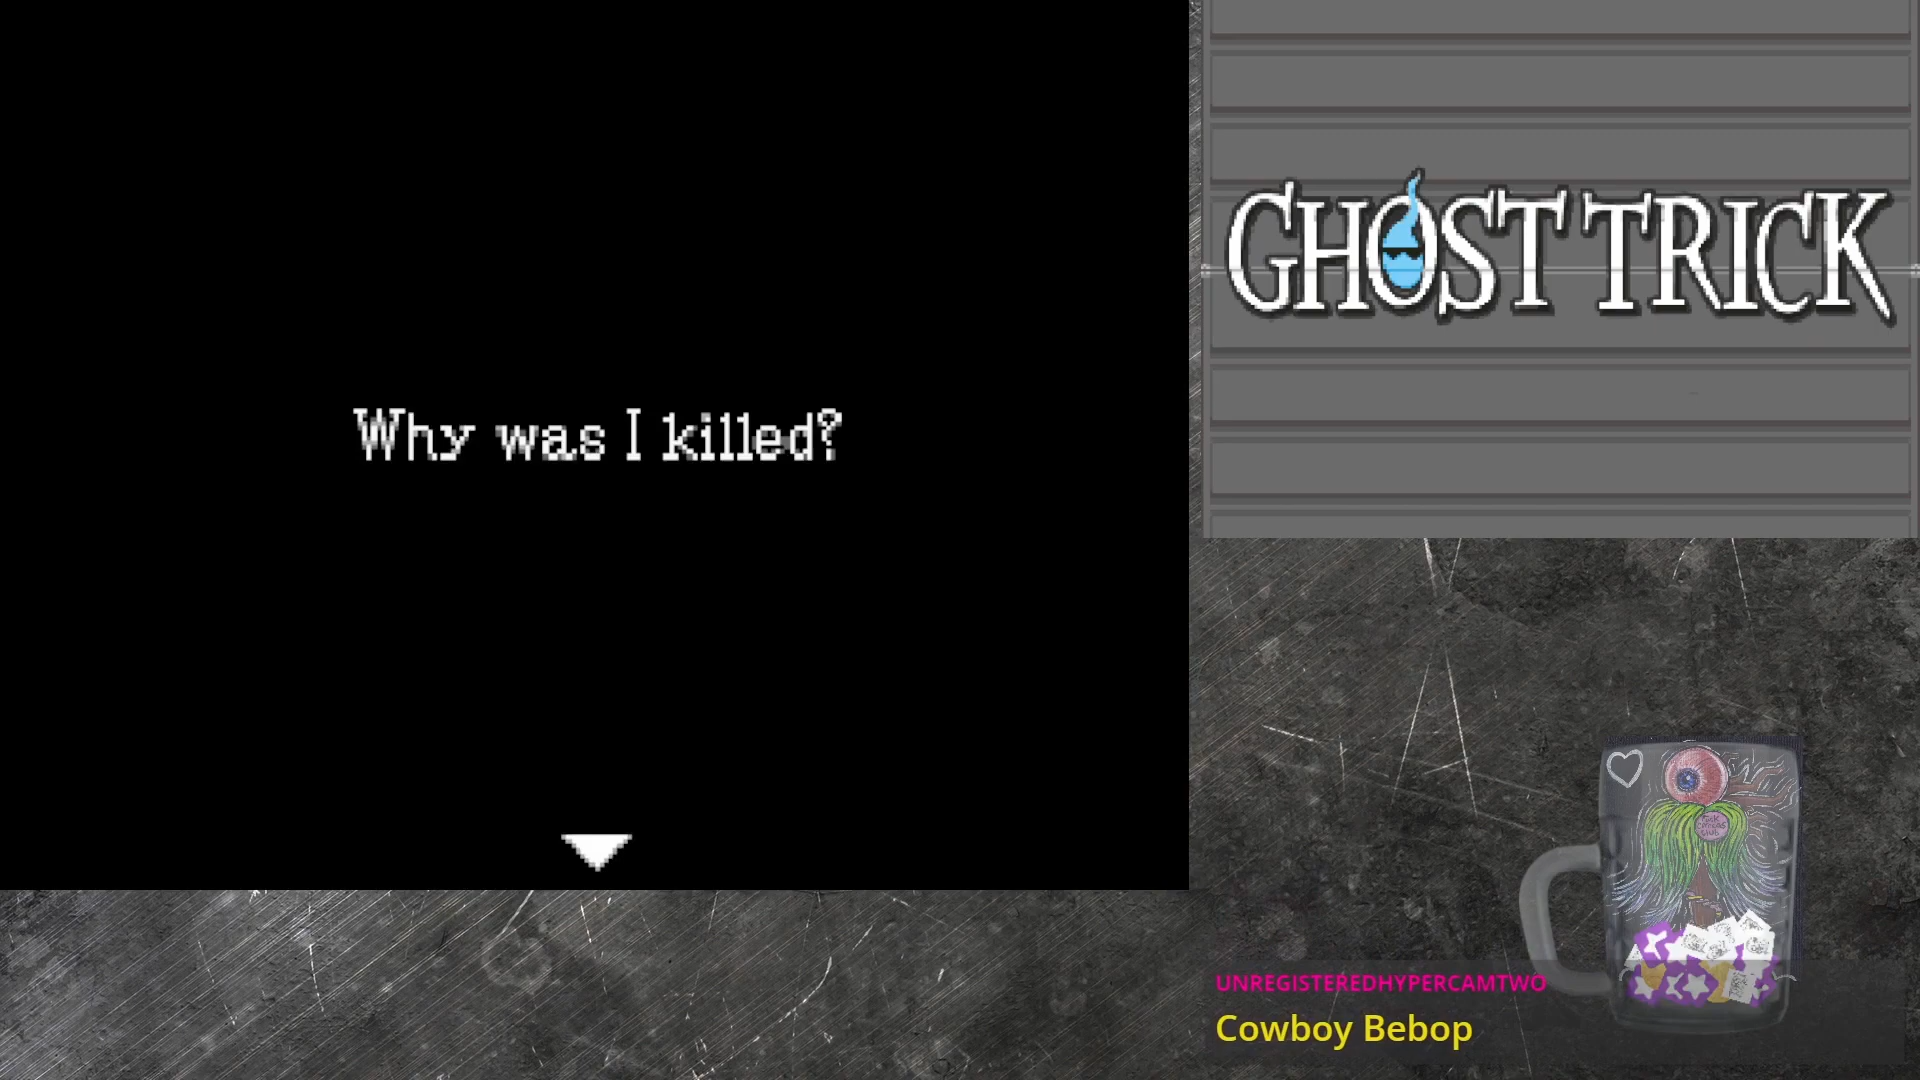 Why was I killed?
GHOST TRICK
UNREGISTEREDHYPERCAMTWO
Cowboy Bebop